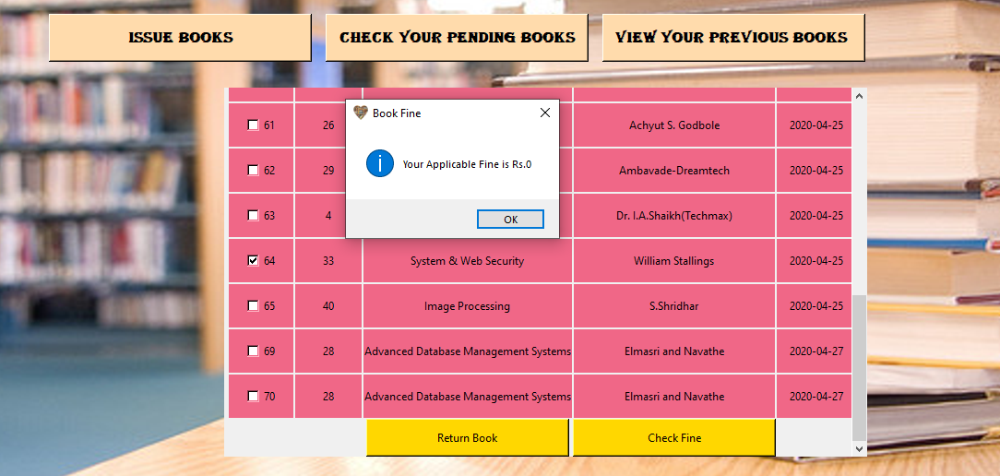 ISSUE BOOKS CHECK YOUR PENDING BOOKS VIEW YOUR PREVIOUS BOOKS
Book Fine
Your Applicable Fine is Rs.0
OK
61 26 Achyut S. Godbole 2020-04-25
62 29 Ambavade-Dreamtech 2020-04-25
63 4 Dr. I.A.Shaikh(Techmax) 2020-04-25
64 33 System & Web Security William Stallings 2020-04-25
65 40 Image Processing S.Shridhar 2020-04-25
69 28 Advanced Database Management Systems Elmasri and Navathe 2020-04-27
70 28 Advanced Database Management Systems Elmasri and Navathe 2020-04-27
Return Book Check Fine